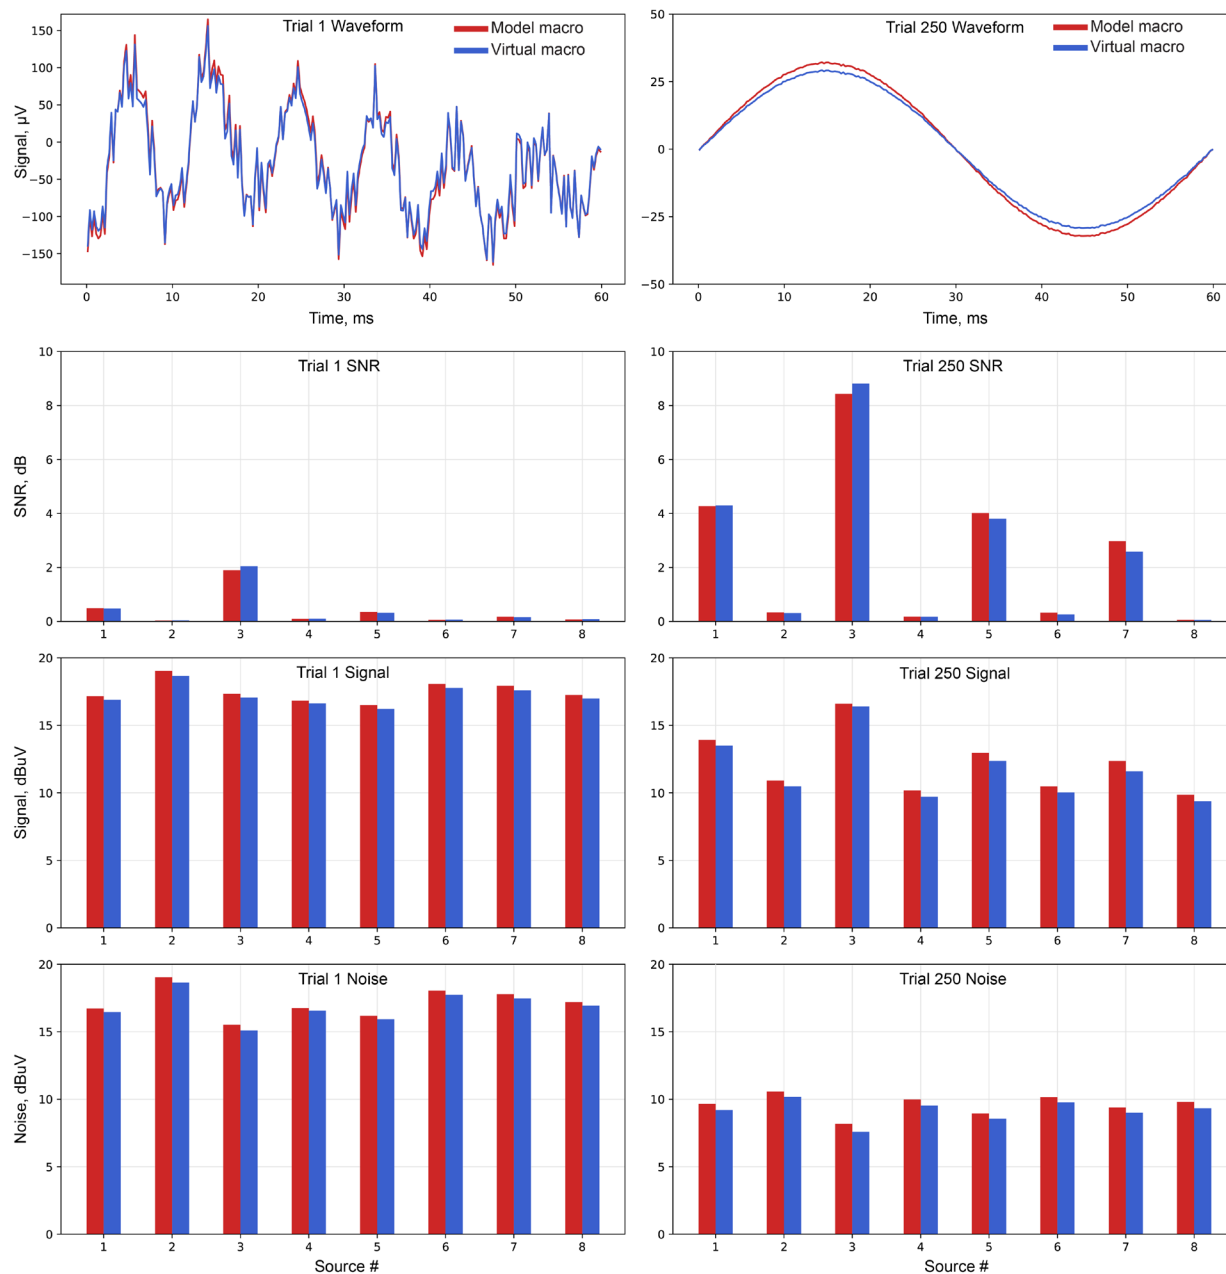 Trial 1 Waveform
Model macro
Virtual macro
Signal, µV
150
100
50
0
−50
−100
−150
0 10 20 30 40 50 60
Time, ms
Trial 250 Waveform
Model macro
Virtual macro
50
25
0
−25
−50
0 10 20 30 40 50 60
Time, ms
Trial 1 SNR
SNR, dB
10
8
6
4
2
0
1 2 3 4 5 6 7 8
Trial 250 SNR
10
8
6
4
2
0
1 2 3 4 5 6 7 8
Trial 1 Signal
Signal, dBuV
20
15
10
5
0
1 2 3 4 5 6 7 8
Trial 250 Signal
20
15
10
5
0
1 2 3 4 5 6 7 8
Trial 1 Noise
Noise, dBuV
20
15
10
5
0
1 2 3 4 5 6 7 8
Source #
Trial 250 Noise
20
15
10
5
0
1 2 3 4 5 6 7 8
Source #